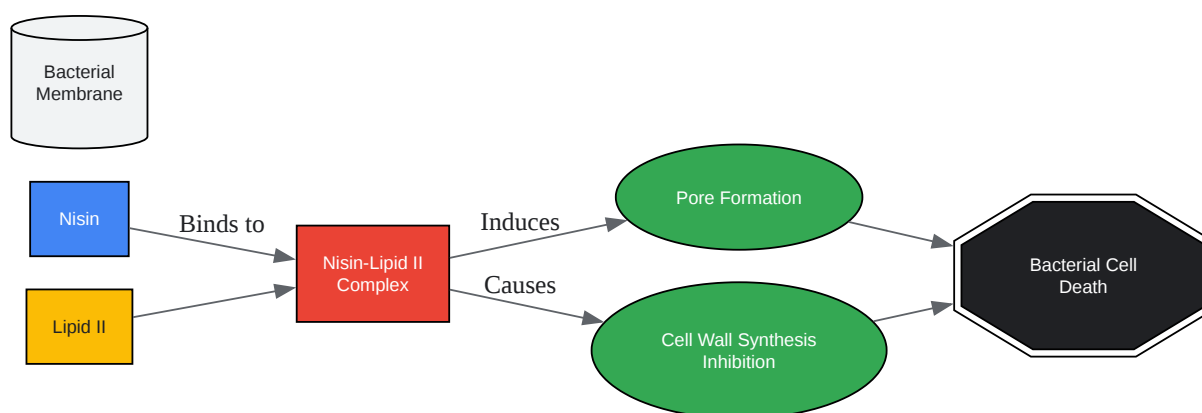 Bacterial
Membrane
Nisin
Binds to
Lipid II
Nisin-Lipid II
Complex
Induces
Causes
Pore Formation
Cell Wall Synthesis
Inhibition
Bacterial Cell
Death